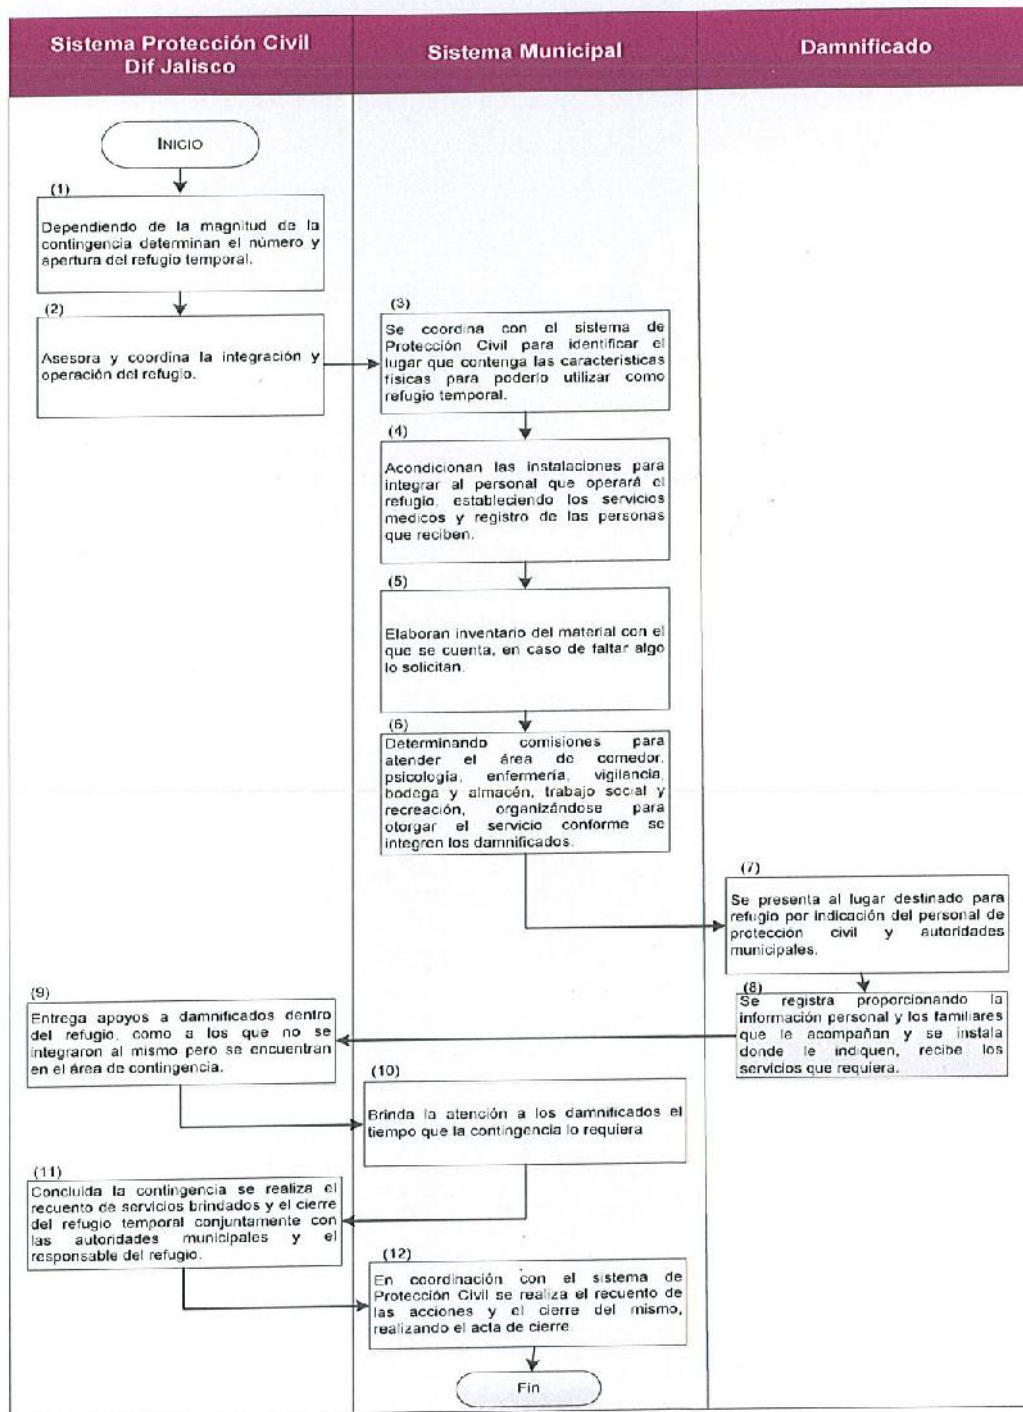 Sistema Protección Civil
Dif Jalisco
Sistema Municipal
Damnificado
INICIO
(1)
Dependiendo de la magnitud de la
contingencia determinan el número y
apertura del refugio temporal.
(2)
Asesora y coordina la integración y
operación del refugio.
(3)
Se coordina con el sistema de
Protección Civil para identificar el
lugar que contenga las características
físicas para poderlo utilizar como
refugio temporal.
(4)
Acondicionan las instalaciones para
integrar al personal que operará el
refugio, estableciendo los servicios
medicos y registro de las personas
que reciben.
(5)
Elaboran inventario del material con el
que se cuenta, en caso de faltar algo
lo solicitan.
(6)
Determinando comisiones para
atender el área de comedor,
psicología, enfermería, vigilancia,
bodega y almacén, trabajo social y
recreación, organizándose para
otorgar el servicio conforme se
integren los damnificados.
(7)
Se presenta al lugar destinado para
refugio por indicación del personal de
protección civil y autoridades
municipales.
(8)
Se registra proporcionando la
información personal y los familiares
que le acompañan y se instala
donde le indiquen, recibe los
servicios que requiera.
(9)
Entrega apoyos a damnificados dentro
del refugio, como a los que no se
integraron al mismo pero se encuentran
en el área de contingencia.
(10)
Brinda la atención a los damnificados el
tiempo que la contingencia lo requiera
(11)
Concluida la contingencia se realiza el
recuento de servicios brindados y el cierre
del refugio temporal conjuntamente con
las autoridades municipales y el
responsable del refugio.
(12)
En coordinación con el sistema de
Protección Civil se realiza el recuento de
las acciones y el cierre del mismo,
realizando el acta de cierre.
Fin